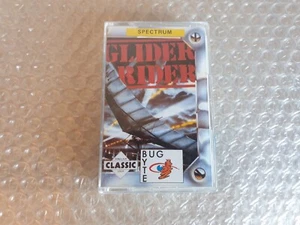 SPECTRUM
GLIDER
RIDER
CLASSIC
BUG
BYTE